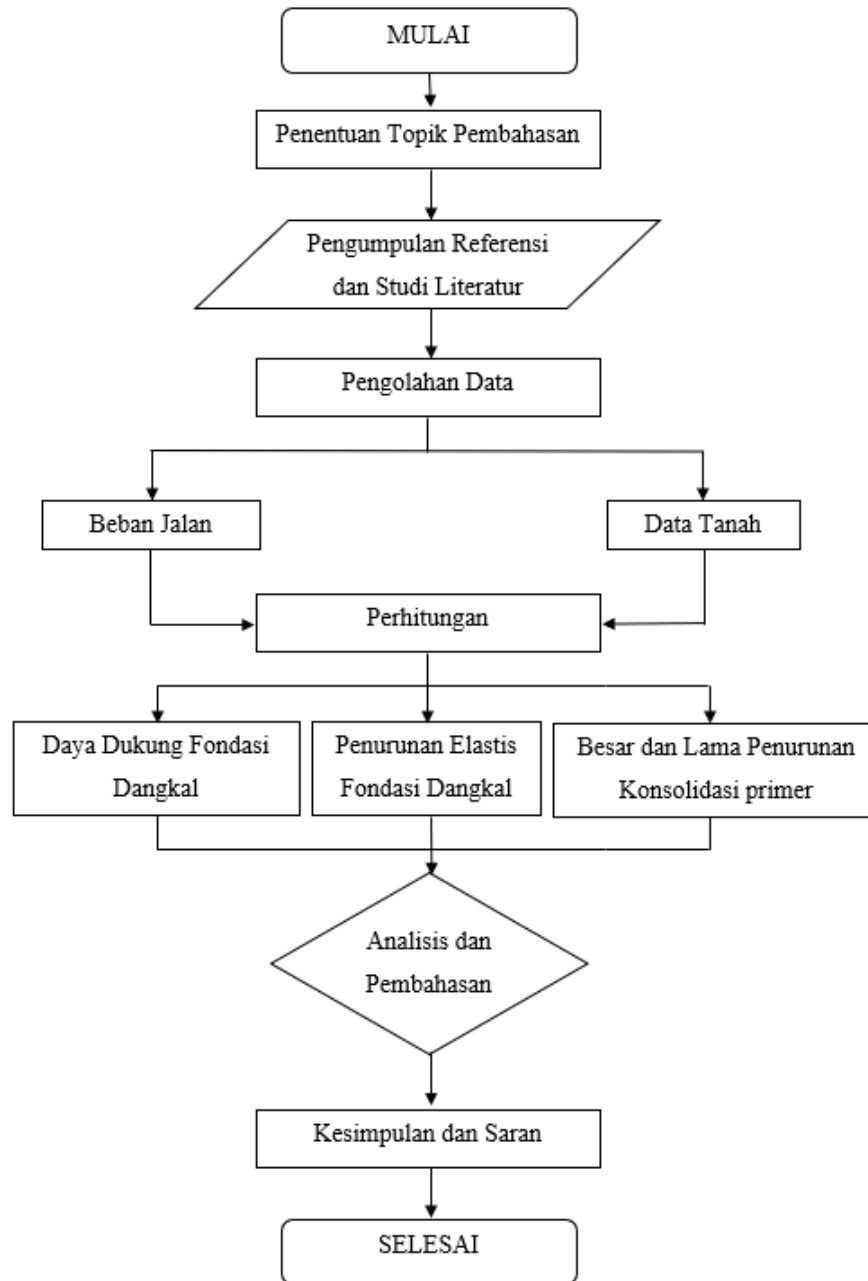 MULAI
Penentuan Topik Pembahasan
Pengumpulan Referensi
dan Studi Literatur
Pengolahan Data
Beban Jalan
Data Tanah
Perhitungan
Daya Dukung Fondasi
Dangkal
Penurunan Elastis
Fondasi Dangkal
Besar dan Lama Penurunan
Konsolidasi primer
Analisis dan
Pembahasan
Kesimpulan dan Saran
SELESAI